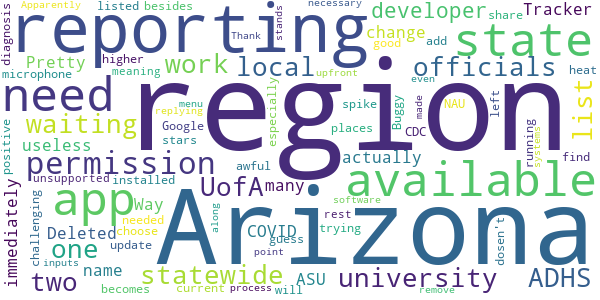 Apparently listed besides developer Tracker
diagnosis reporting Thank stands necessary share state
Pretty higher work local change good add officials heat
microphone meaning
need region list
positive useless waiting Google menu replying upfront especially spike places Buggy CDC made even NAU left running systems
permission stars actually find
immediately unsupported installed UofA many awful rest trying available
app Way
challenging Deleted update needed choose along COVID guess software point dosen't
one name Arizona
two inputs statewide ASU university ADHS
becomes current process will remove